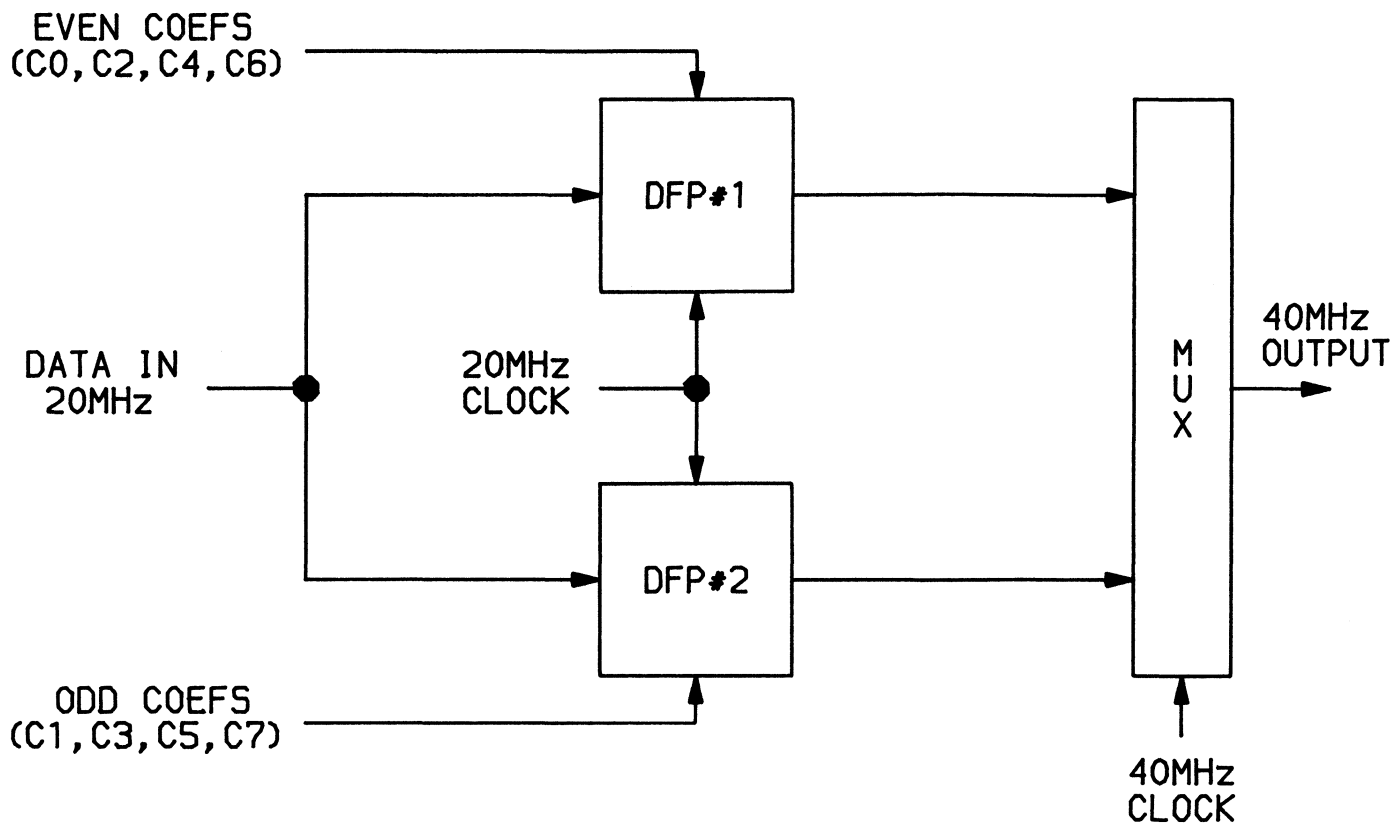 EVEN COEFS
(C0,C2,C4,C6)
DFP#1
DATA IN
20MHz
20MHz
CLOCK
MUX
40MHz
OUTPUT
DFP#2
ODD COEFS
(C1,C3,C5,C7)
40MHz
CLOCK